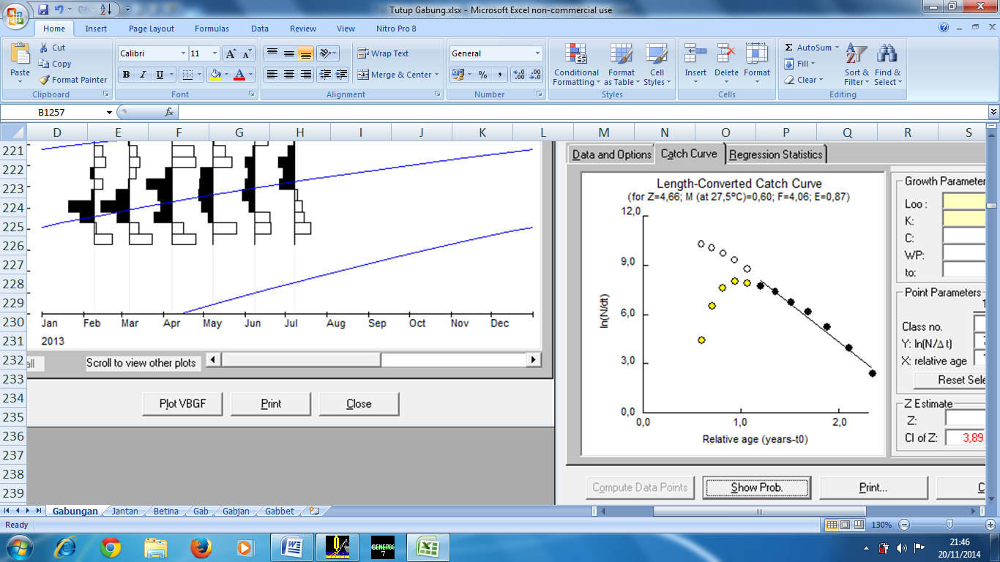 Tutup Gabung.xlsx - Microsoft Excel non-commercial use
Home Insert Page Layout Formulas Data Review View Nitro Pro 8
Paste
Cut
Copy
Format Painter
Clipboard
Calibri 11
Font
Wrap Text
Merge & Center
Alignment
General
Number
Conditional Formatting
Format as Table
Cell Styles
Styles
Insert Delete Format
Cells
AutoSum
Fill
Clear
Sort & Filter
Find & Select
Editing
B1257
fx
D E F G H I J K L M N O P Q R S
221
222
223
224
225
226
227
228
229
230
231
232
233
234
235
236
237
238
239
Jan Feb Mar Apr May Jun Jul Aug Sep Oct Nov Dec
2013
all
Scroll to view other plots
Plot VBGF Print Close
Data and Options Catch Curve Regression Statistics
Length-Converted Catch Curve
(for Z=4,66; M (at 27,5ºC)=0,60; F=4,06; E=0,87)
12,0
9,0
6,0
3,0
0,0
ln(N/dt)
0,0 1,0 2,0
Relative age (years-t0)
Growth Parameter
Loo :
K:
C:
WP:
to:
Point Parameters
Class no.
Y: ln(N/Δ t)
X: relative age
Reset Sele
Z Estimate
Z:
CI of Z: 3,89
Compute Data Points Show Prob. Print... C
Gabungan Jantan Betina Gab Gabjan Gabbet
Ready
130%
GENETIX
7
21:46
20/11/2014